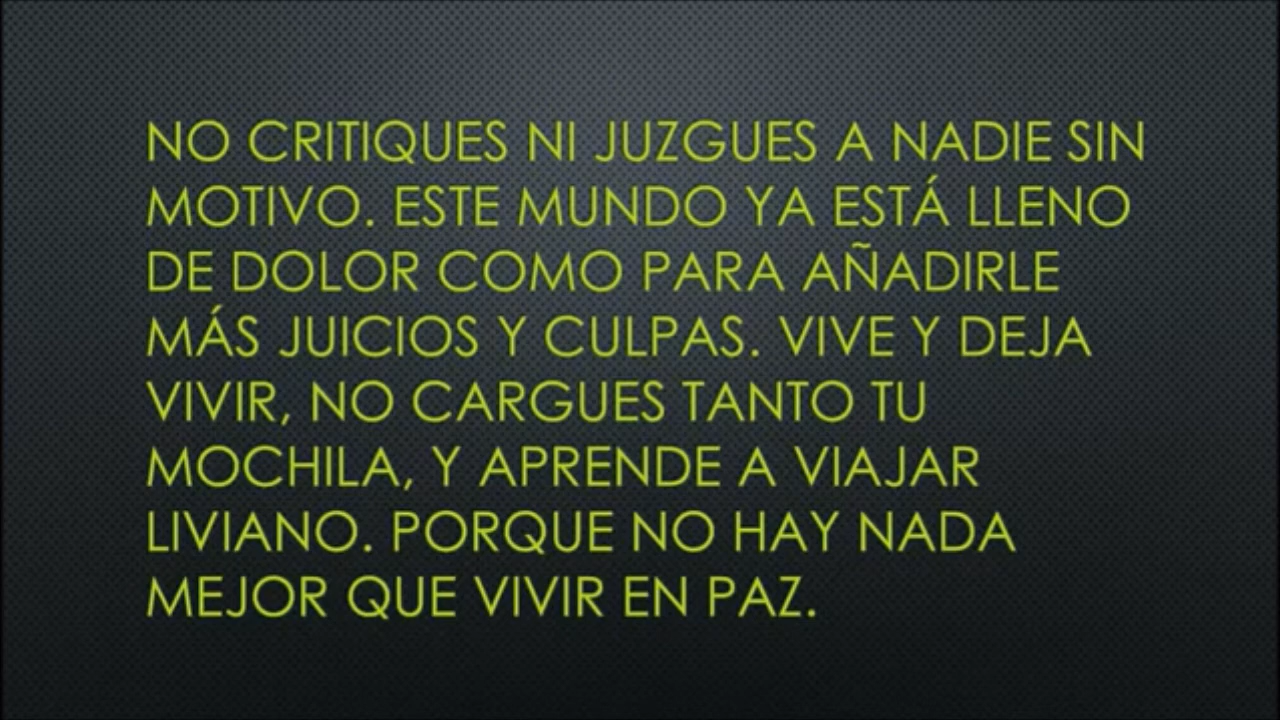 NO CRITIQUES NI JUZGUES A NADIE SIN
MOTIVO. ESTE MUNDO YA ESTÁ LLENO
DE DOLOR COMO PARA AÑADIRLE
MÁS JUICIOS Y CULPAS. VIVE Y DEJA
VIVIR, NO CARGUES TANTO TU
MOCHILA, Y APRENDE A VIAJAR
LIVIANO. PORQUE NO HAY NADA
MEJOR QUE VIVIR EN PAZ.